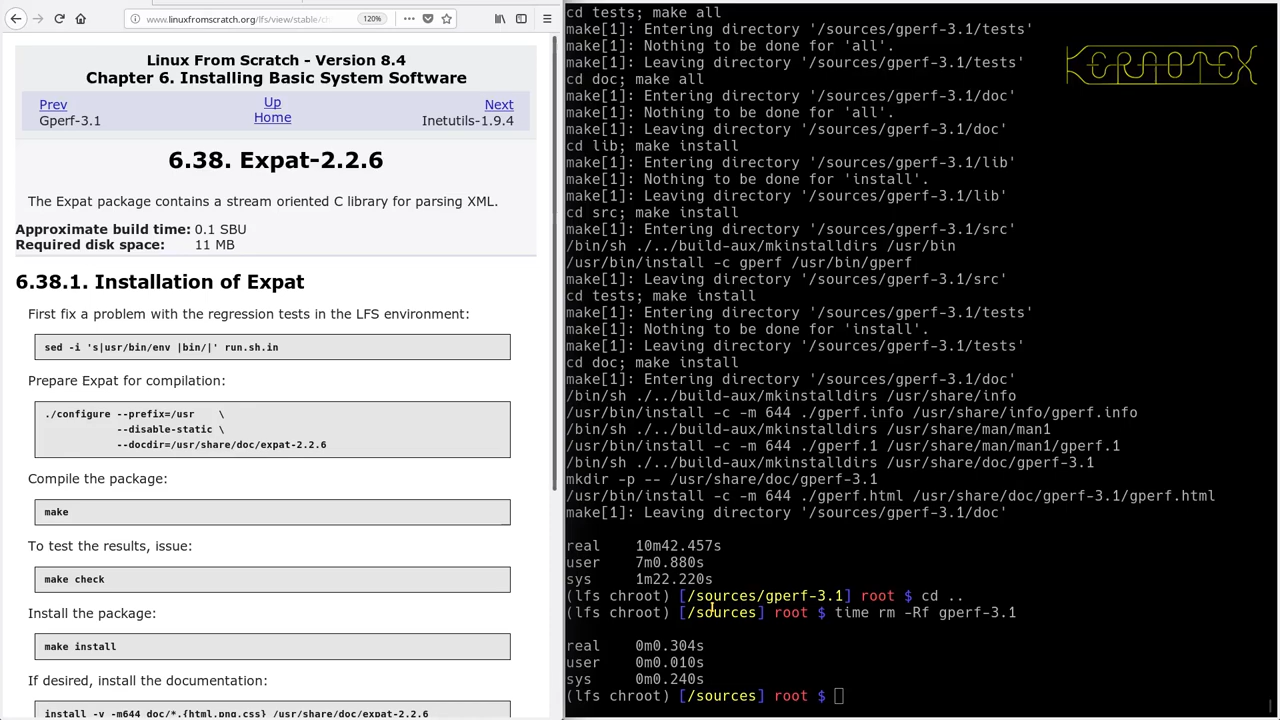 www.linuxfromscratch.org/lfs/view/stable/ch
120%
Linux From Scratch - Version 8.4
Chapter 6. Installing Basic System Software
Prev
Up
Next
Gperf-3.1
Home
Inetutils-1.9.4
6.38. Expat-2.2.6
The Expat package contains a stream oriented C library for parsing XML.
Approximate build time: 0.1 SBU
Required disk space: 11 MB
6.38.1. Installation of Expat
First fix a problem with the regression tests in the LFS environment:
sed -i 's|usr/bin/env |bin/|' run.sh.in
Prepare Expat for compilation:
./configure --prefix=/usr \
--disable-static \
--docdir=/usr/share/doc/expat-2.2.6
Compile the package:
make
To test the results, issue:
make check
Install the package:
make install
If desired, install the documentation:
install -v -m644 doc/*.{html,png,css} /usr/share/doc/expat-2.2.6
cd tests; make all
make[1]: Entering directory '/sources/gperf-3.1/tests'
make[1]: Nothing to be done for 'all'.
make[1]: Leaving directory '/sources/gperf-3.1/tests'
cd doc; make all
make[1]: Entering directory '/sources/gperf-3.1/doc'
make[1]: Nothing to be done for 'all'.
make[1]: Leaving directory '/sources/gperf-3.1/doc'
cd lib; make install
make[1]: Entering directory '/sources/gperf-3.1/lib'
make[1]: Nothing to be done for 'install'.
make[1]: Leaving directory '/sources/gperf-3.1/lib'
cd src; make install
make[1]: Entering directory '/sources/gperf-3.1/src'
/bin/sh ./../build-aux/mkinstalldirs /usr/bin
/usr/bin/install -c gperf /usr/bin/gperf
make[1]: Leaving directory '/sources/gperf-3.1/src'
cd tests; make install
make[1]: Entering directory '/sources/gperf-3.1/tests'
make[1]: Nothing to be done for 'install'.
make[1]: Leaving directory '/sources/gperf-3.1/tests'
cd doc; make install
make[1]: Entering directory '/sources/gperf-3.1/doc'
/bin/sh ./../build-aux/mkinstalldirs /usr/share/info
/usr/bin/install -c -m 644 ./gperf.info /usr/share/info/gperf.info
/bin/sh ./../build-aux/mkinstalldirs /usr/share/man/man1
/usr/bin/install -c -m 644 ./gperf.1 /usr/share/man/man1/gperf.1
/bin/sh ./../build-aux/mkinstalldirs /usr/share/doc/gperf-3.1
mkdir -p -- /usr/share/doc/gperf-3.1
/usr/bin/install -c -m 644 ./gperf.html /usr/share/doc/gperf-3.1/gperf.html
make[1]: Leaving directory '/sources/gperf-3.1/doc'
real 10m42.457s
user 7m0.880s
sys 1m22.220s
(lfs chroot) [/sources/gperf-3.1] root $ cd ..
(lfs chroot) [/sources] root $ time rm -Rf gperf-3.1
real 0m0.304s
user 0m0.010s
sys 0m0.240s
(lfs chroot) [/sources] root $